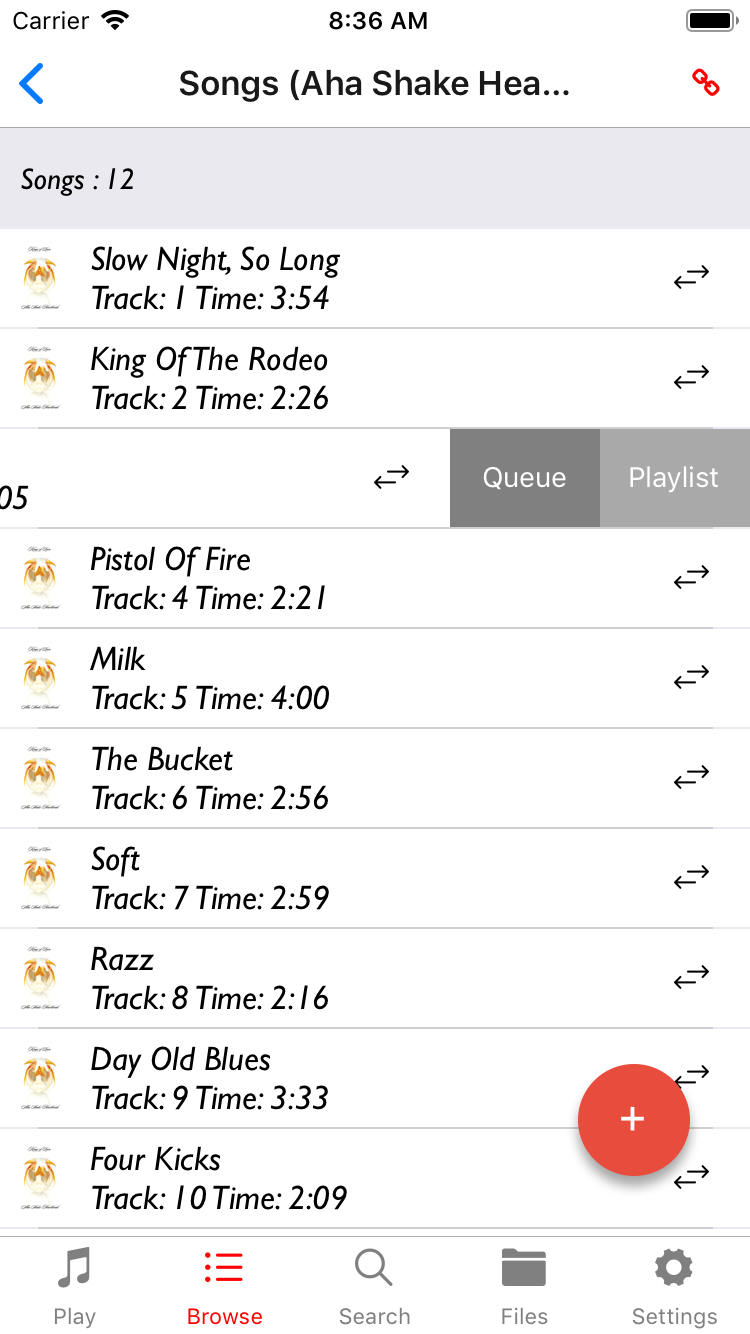 Carrier 8:36 AM
Songs (Aha Shake Hea...
Songs : 12
Slow Night, So Long
Track: 1 Time: 3:54
King Of The Rodeo
Track: 2 Time: 2:26
05
Queue
Playlist
Pistol Of Fire
Track: 4 Time: 2:21
Milk
Track: 5 Time: 4:00
The Bucket
Track: 6 Time: 2:56
Soft
Track: 7 Time: 2:59
Razz
Track: 8 Time: 2:16
Day Old Blues
Track: 9 Time: 3:33
+
Four Kicks
Track: 10 Time: 2:09
Play Browse Search Files Settings